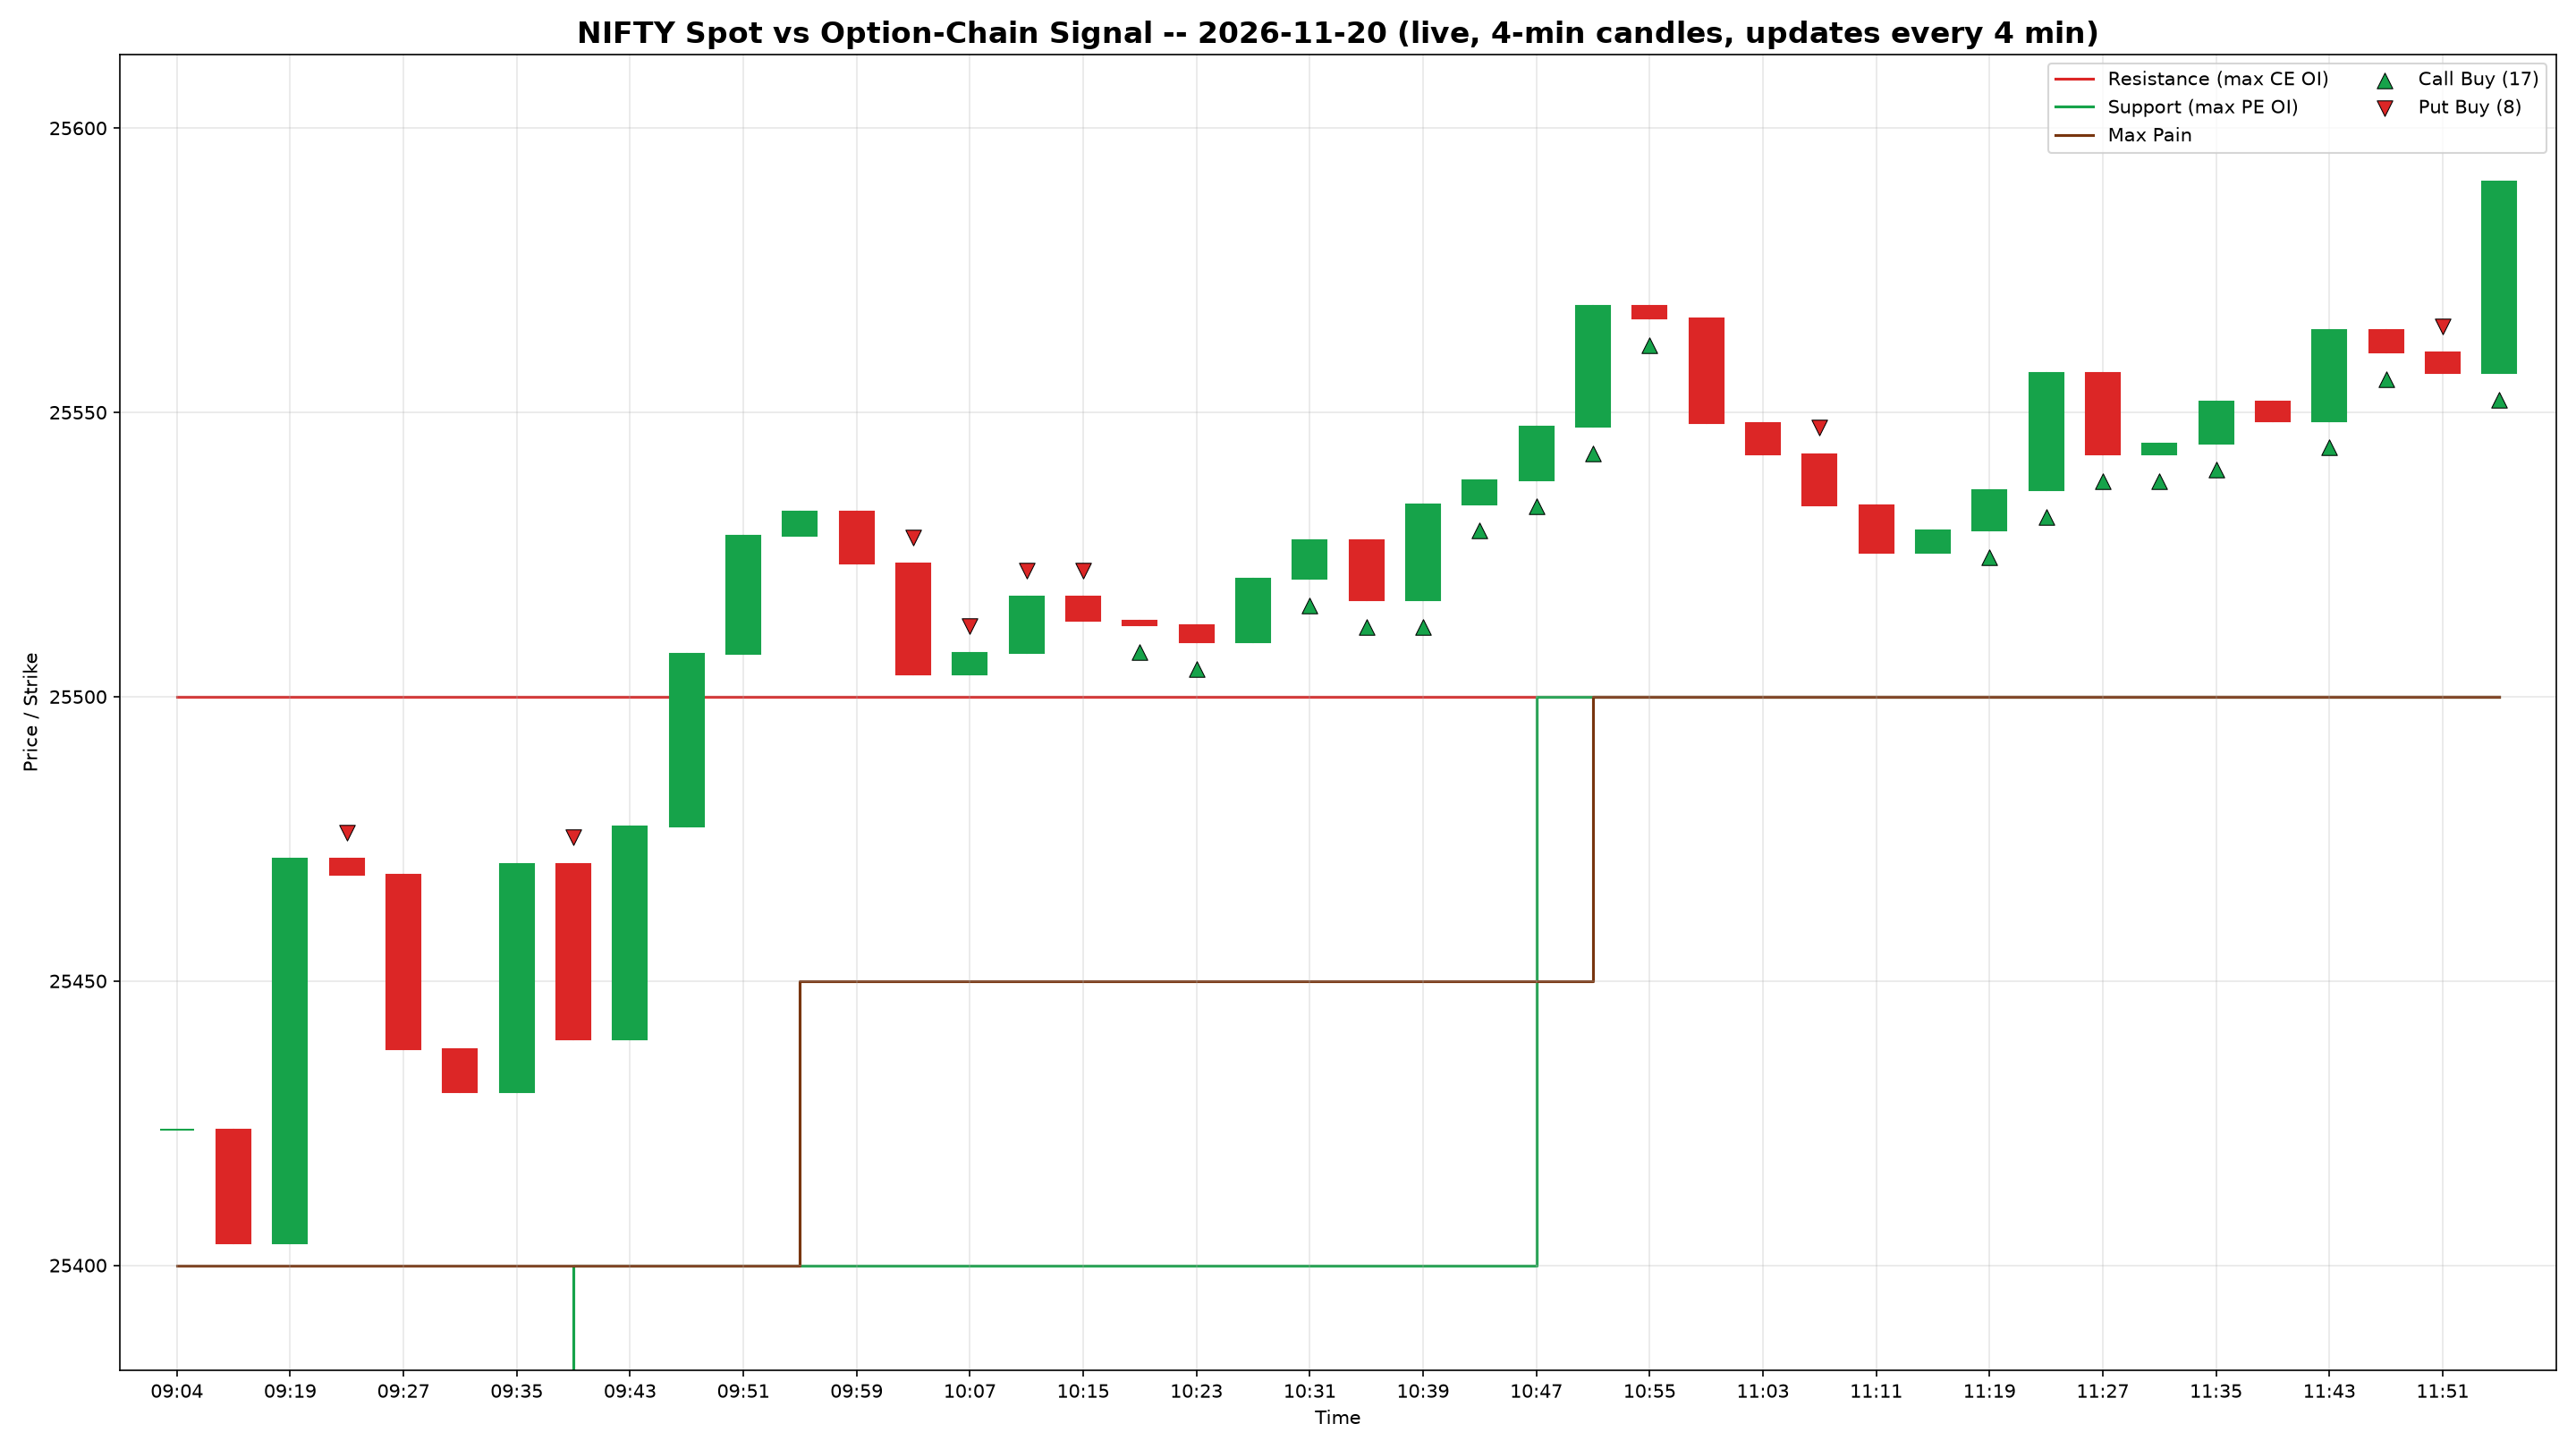 NIFTY Spot vs Option-Chain Signal -- 2026-11-20 (live, 4-min candles, updates every 4 min)
Resistance (max CE OI)
Support (max PE OI)
Max Pain
Call Buy (17)
Put Buy (8)
Price / Strike
25600
25550
25500
25450
25400
09:04 09:19 09:27 09:35 09:43 09:51 09:59 10:07 10:15 10:23 10:31 10:39 10:47 10:55 11:03 11:11 11:19 11:27 11:35 11:43 11:51
Time